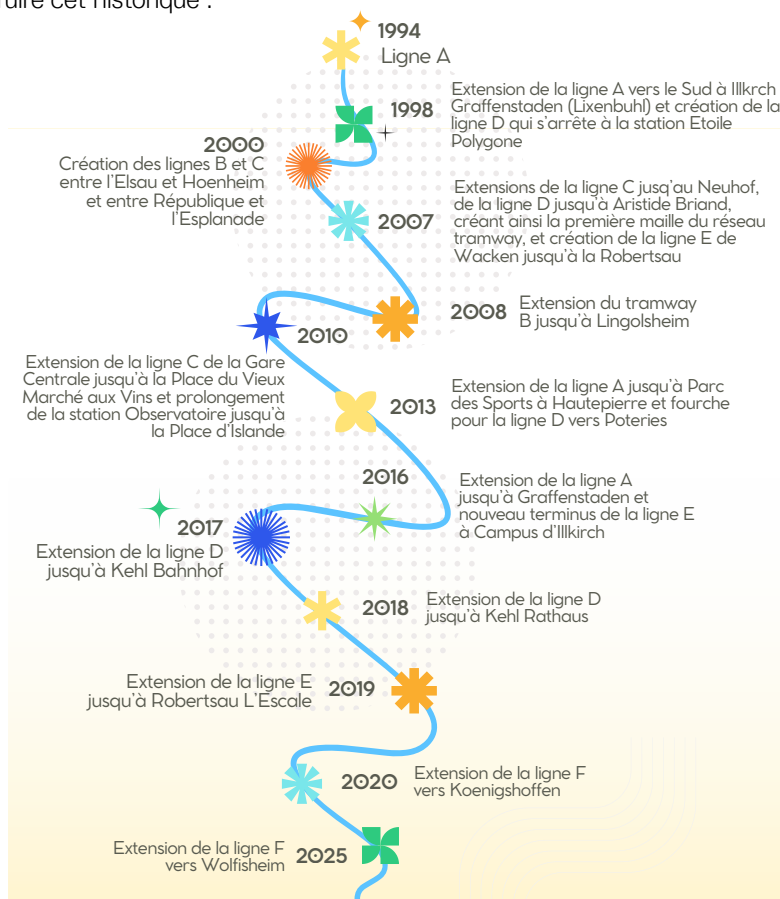 ruire cet historique :
1994
Ligne A
1998
Extension de la ligne A vers le Sud à Illkrch
Graffenstaden (Lixenbuhl) et création de la
ligne D qui s'arrête à la station Etoile
Polygone
2000
Création des lignes B et C
entre l'Elsau et Hoenheim
et entre République et
l'Esplanade
2007
Extensions de la ligne C jusq'au Neuhof,
de la ligne D jusqu'à Aristide Briand,
créant ainsi la première maille du réseau
tramway, et création de la ligne E de
Wacken jusqu'à la Robertsau
2008
Extension du tramway
B jusqu'à Lingolsheim
2010
Extension de la ligne C de la Gare
Centrale jusqu'à la Place du Vieux
Marché aux Vins et prolongement
de la station Observatoire jusqu'à
la Place d'Islande
2013
Extension de la ligne A jusqu'à Parc
des Sports à Hautepierre et fourche
pour la ligne D vers Poteries
2016
Extension de la ligne A
jusqu'à Graffenstaden et
nouveau terminus de la ligne E
à Campus d'Illkirch
2017
Extension de la ligne D
jusqu'à Kehl Bahnhof
2018
Extension de la ligne D
jusqu'à Kehl Rathaus
2019
Extension de la ligne E
jusqu'à Robertsau L'Escale
2020
Extension de la ligne F
vers Koenigshoffen
2025
Extension de la ligne F
vers Wolfisheim